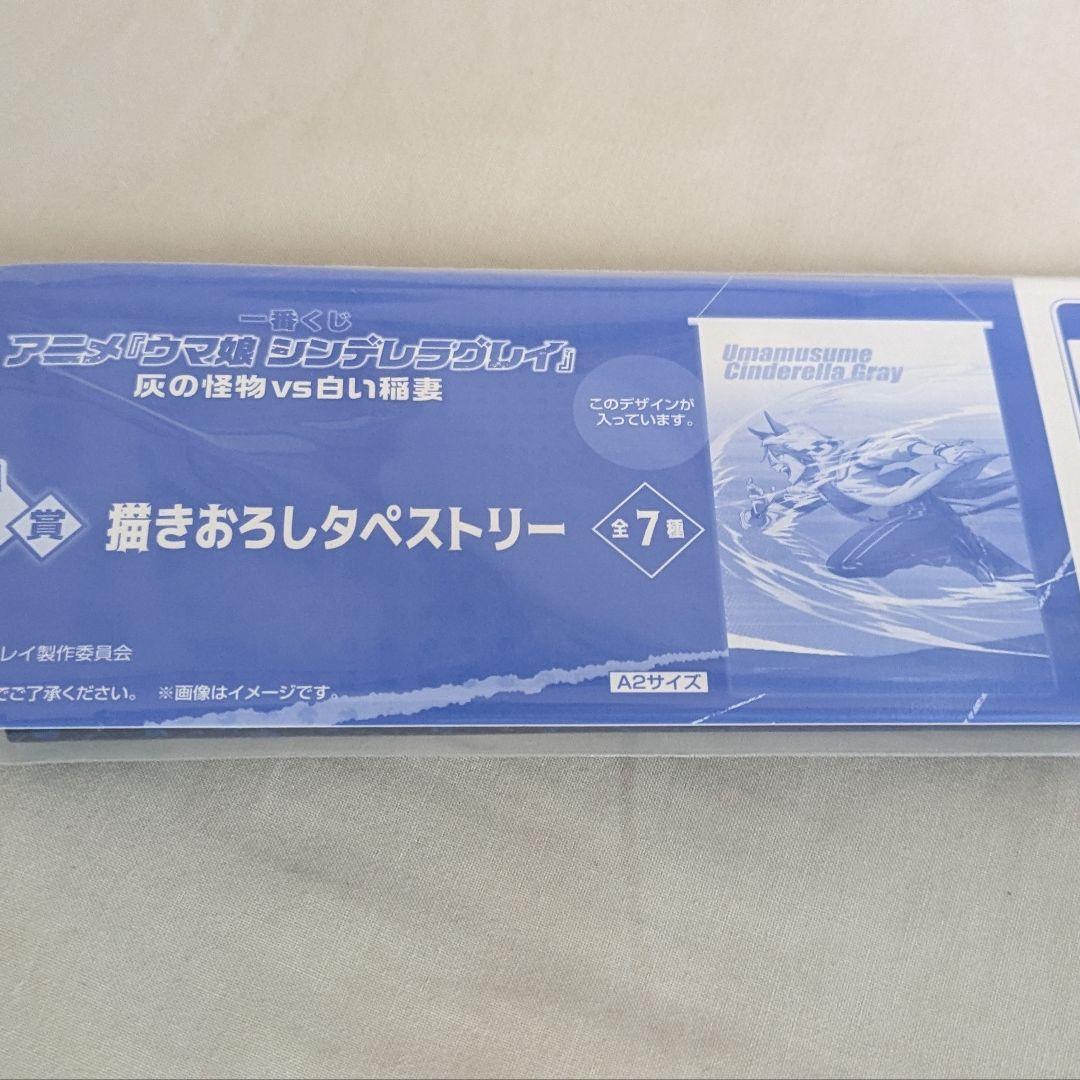 一番くじ
アニメ『ウマ娘 シンデレラグレイ』
灰の怪物vs白い稲妻
このデザインが
入っています。
Umamusume
Cinderella Gray
賞
描きおろしタペストリー
全7種
レイ製作委員会
でご了承ください。 ※画像はイメージです。
A2サイズ